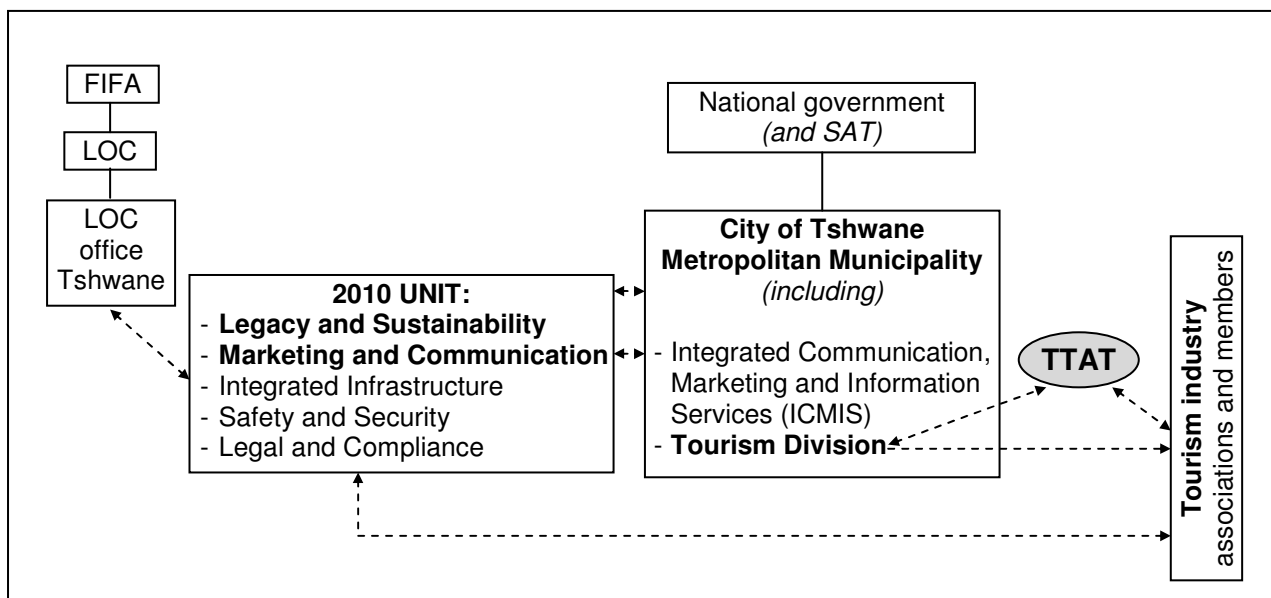 FIFA
LOC
LOC
office
Tshwane
2010 UNIT:
- Legacy and Sustainability
- Marketing and Communication
- Integrated Infrastructure
- Safety and Security
- Legal and Compliance
National government
(and SAT)
City of Tshwane
Metropolitan Municipality
(including)
- Integrated Communication,
Marketing and Information
Services (ICMIS)
- Tourism Division
TTAT
Tourism industry
associations and members